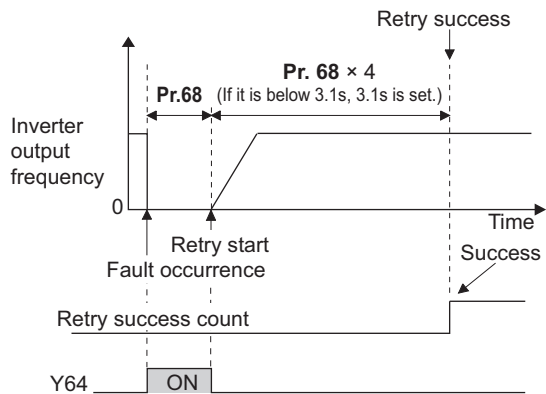 Retry success
Pr. 68 × 4
Pr.68
(If it is below 3.1s, 3.1s is set.)
Inverter
output
frequency
0
Time
Retry start
Fault occurrence
Success
Retry success count
Y64
ON